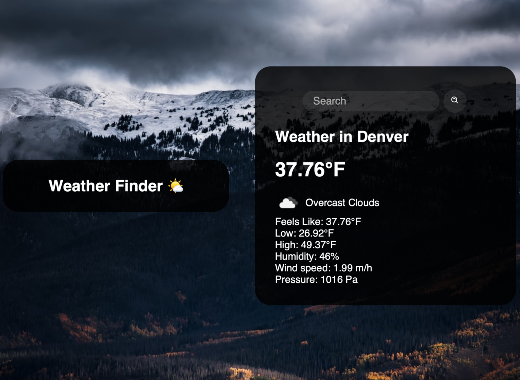 Weather Finder
Search
Weather in Denver
37.76°F
Overcast Clouds
Feels Like: 37.76°F
Low: 26.92°F
High: 49.37°F
Humidity: 46%
Wind speed: 1.99 m/h
Pressure: 1016 Pa